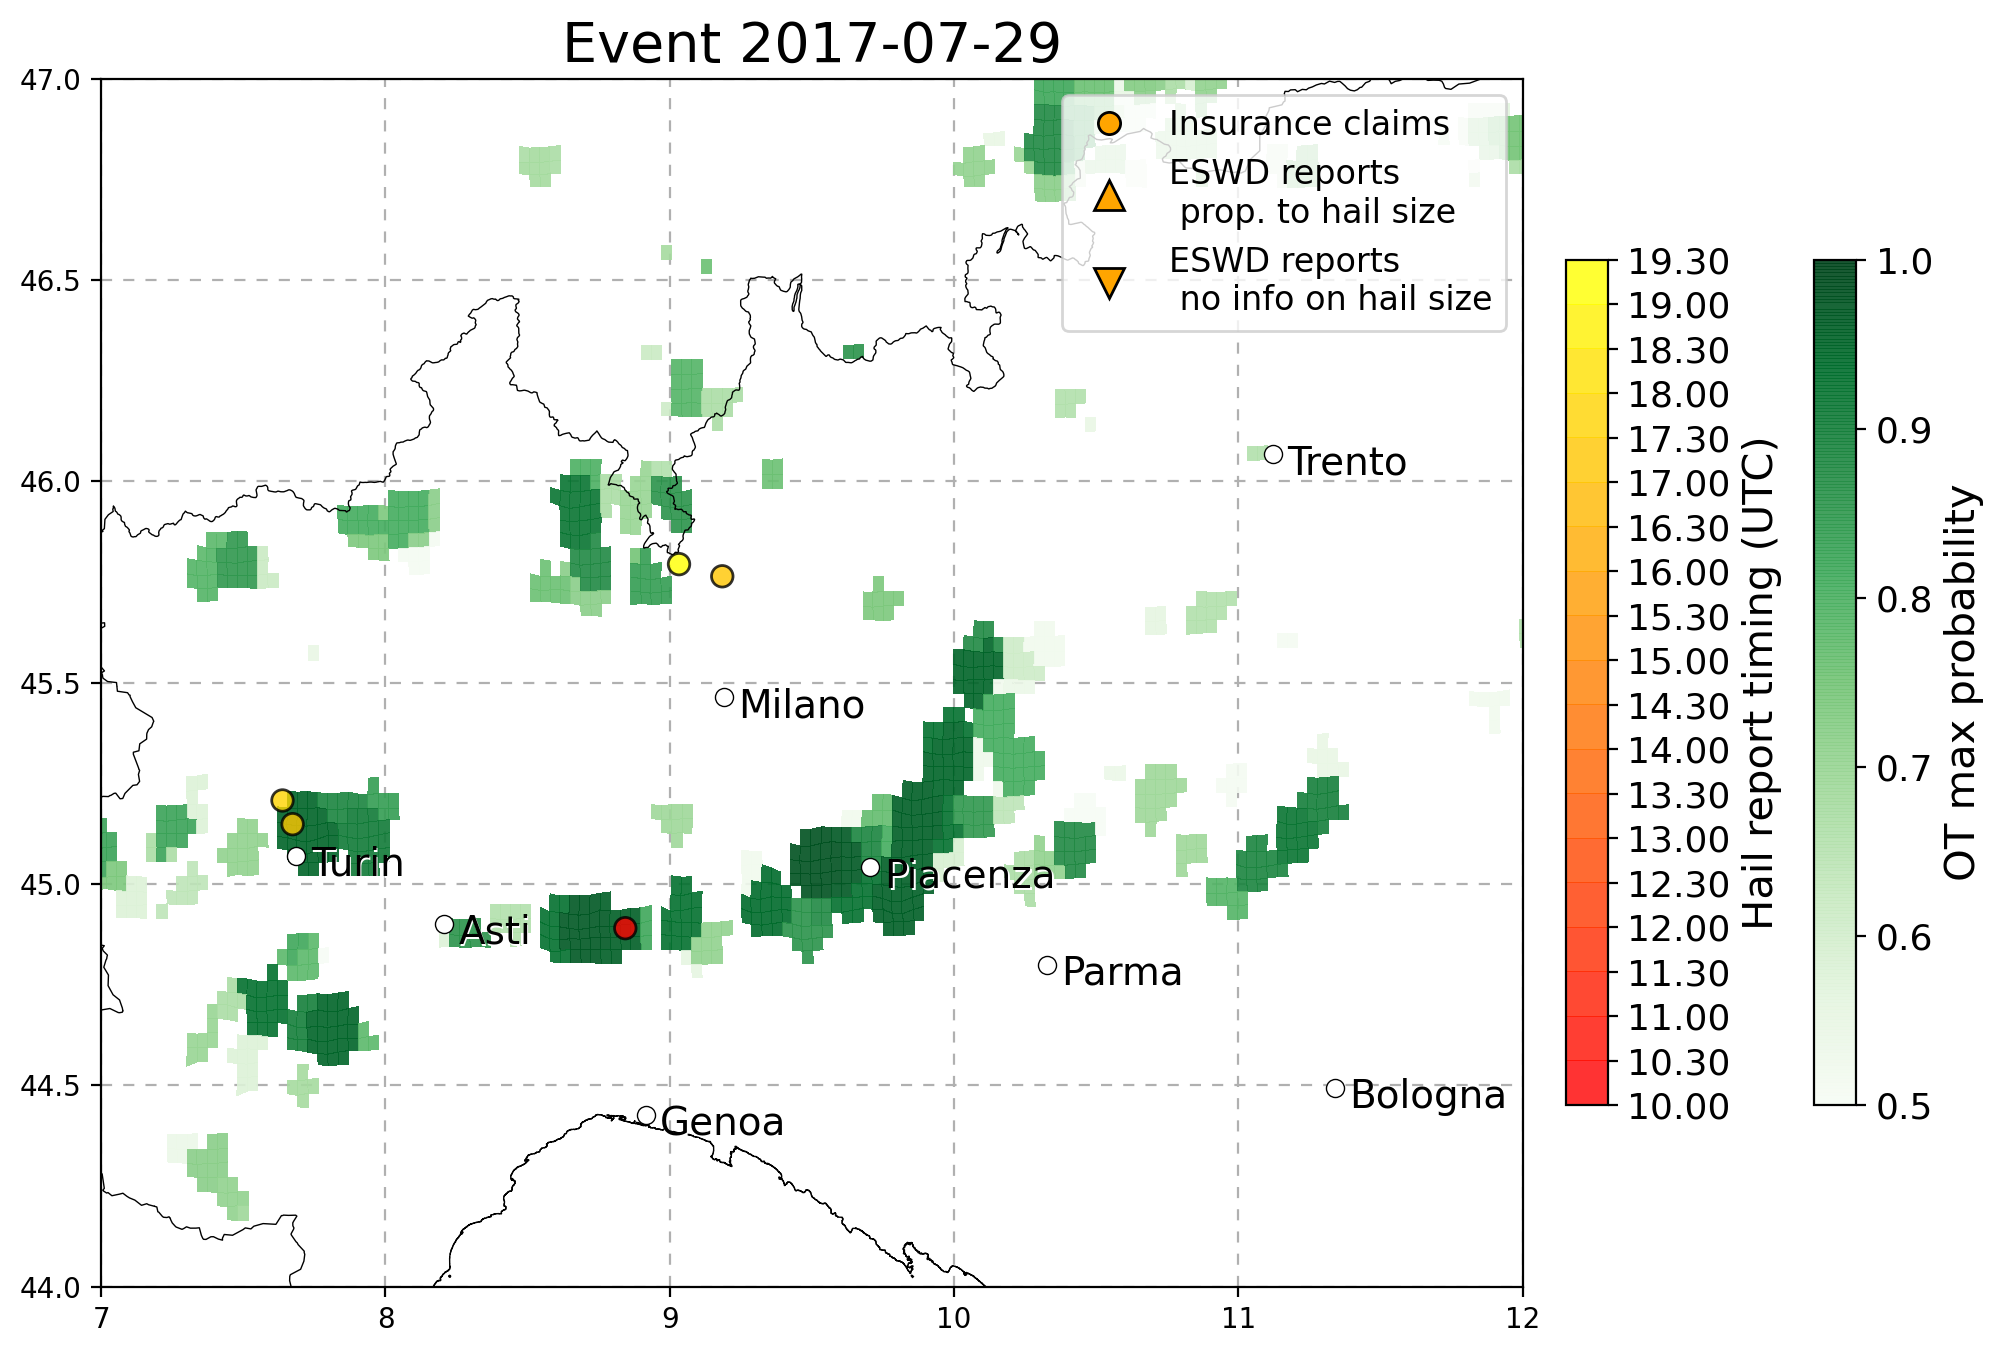 Event 2017-07-29
47.0
46.5
46.0
45.5
45.0
44.5
44.0
7
8
9
10
11
12
Insurance claims
ESWD reports
prop. to hail size
ESWD reports
no info on hail size
Trento
Milano
Turin
Piacenza
Asti
Parma
Bologna
Genoa
19.30
19.00
18.30
18.00
17.30
17.00
16.30
16.00
15.30
15.00
14.30
14.00
13.30
13.00
12.30
12.00
11.30
11.00
10.30
10.00
Hail report timing (UTC)
1.0
0.9
0.8
0.7
0.6
0.5
OT max probability